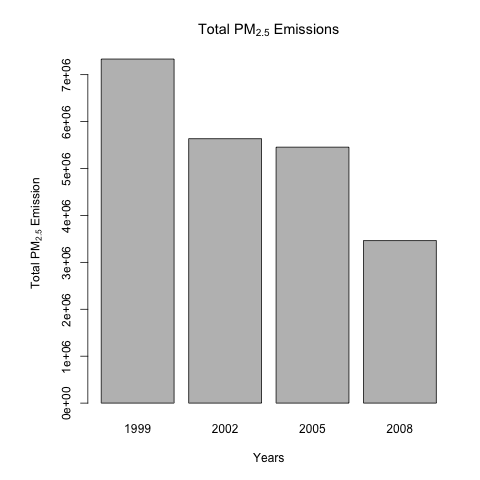 Total PM2.5 Emissions
Total PM2.5 Emission
7e+06
6e+06
5e+06
4e+06
3e+06
2e+06
1e+06
0e+00
1999 2002 2005 2008
Years